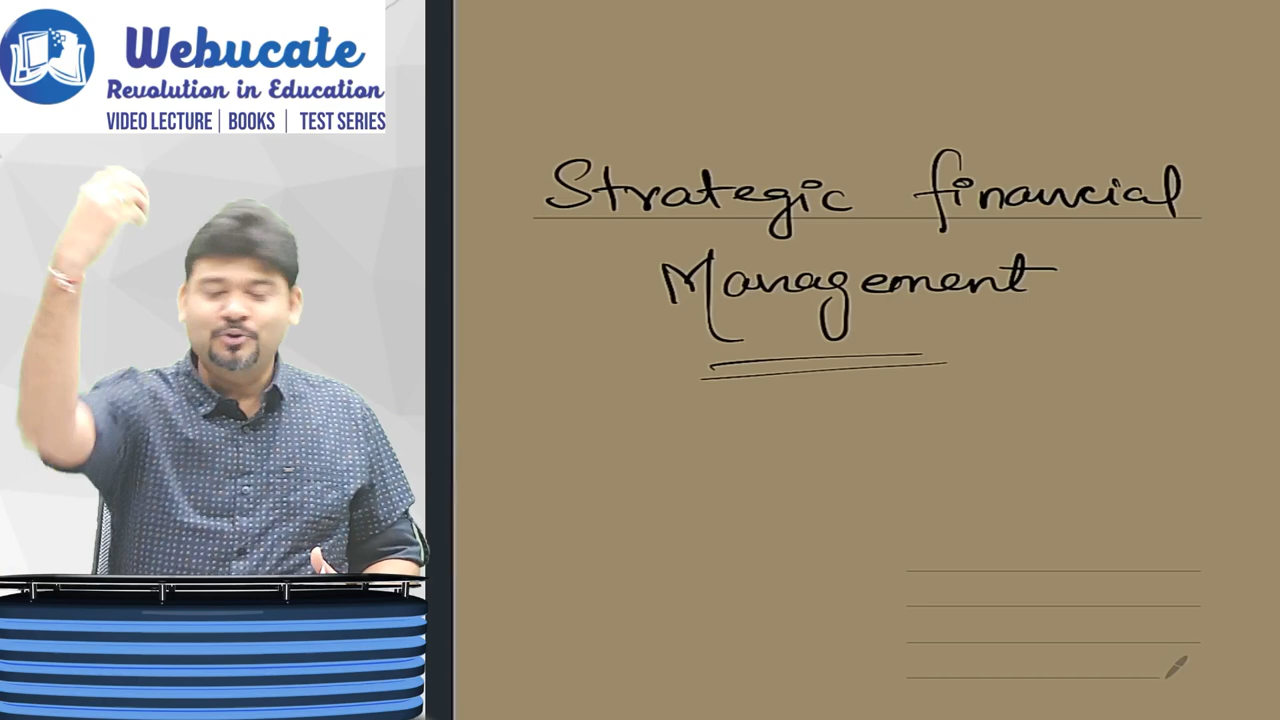 Webucate
Revolution in Education
VIDEO LECTURE | BOOKS | TEST SERIES
Strategic financial
Management